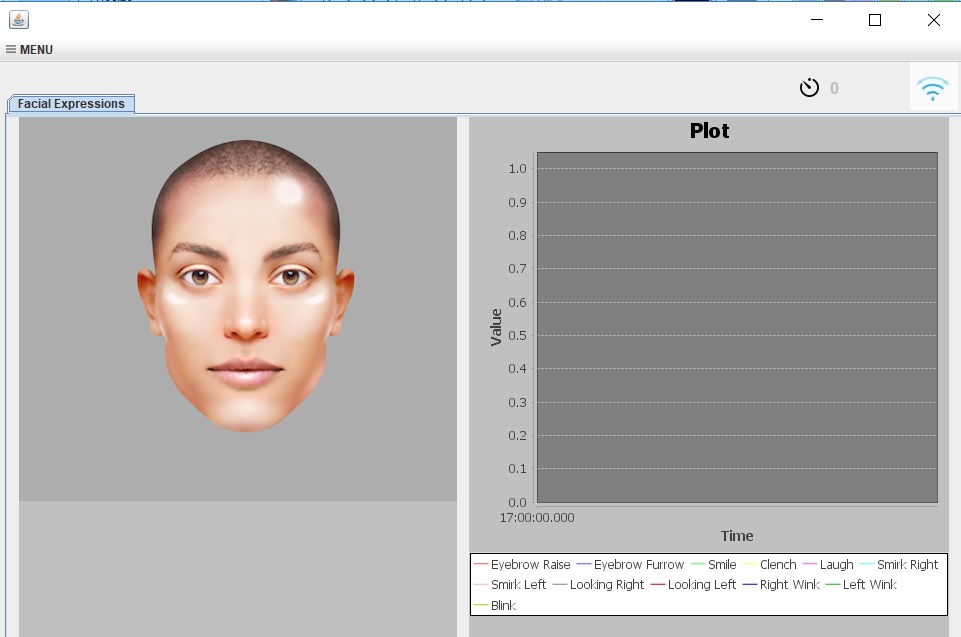 MENU
0
Facial Expressions
Plot
1.0
0.9
0.8
0.7
0.6
0.5
0.4
0.3
0.2
0.1
0.0
Value
17:00:00.000
Time
Eyebrow Raise Eyebrow Furrow Smile Clench Laugh Smirk Right
Smirk Left Looking Right Looking Left Right Wink Left Wink
Blink